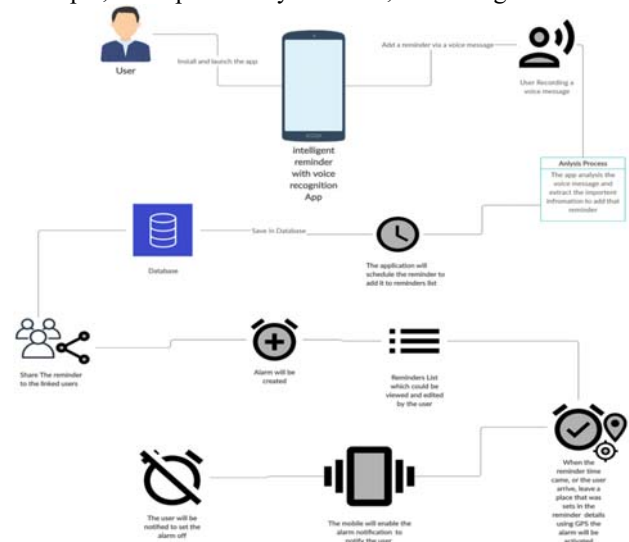 User
Install and launch the app
Add a reminder via a voice message
User Recording a
voice message
intelligent
reminder
with voice
recognition
App
Anlysis Process
The app analysis the
voice message and
extract the importent
infromation to add that
reminder
Save in Database
Database
The application will
schedule the reminder to
add it to reminders list
Share The reminder
to the linked users
Alarm will be
created
Reminders List
which could be
viewed and edited
by the user
When the
reminder time
came, or the user
arrive, leave a
place that was
sets in the
reminder details
using GPS the
alarm will be
activated
The user will be
notified to set the
alarm off
The mobile will enable the
alarm notification to
notify the user